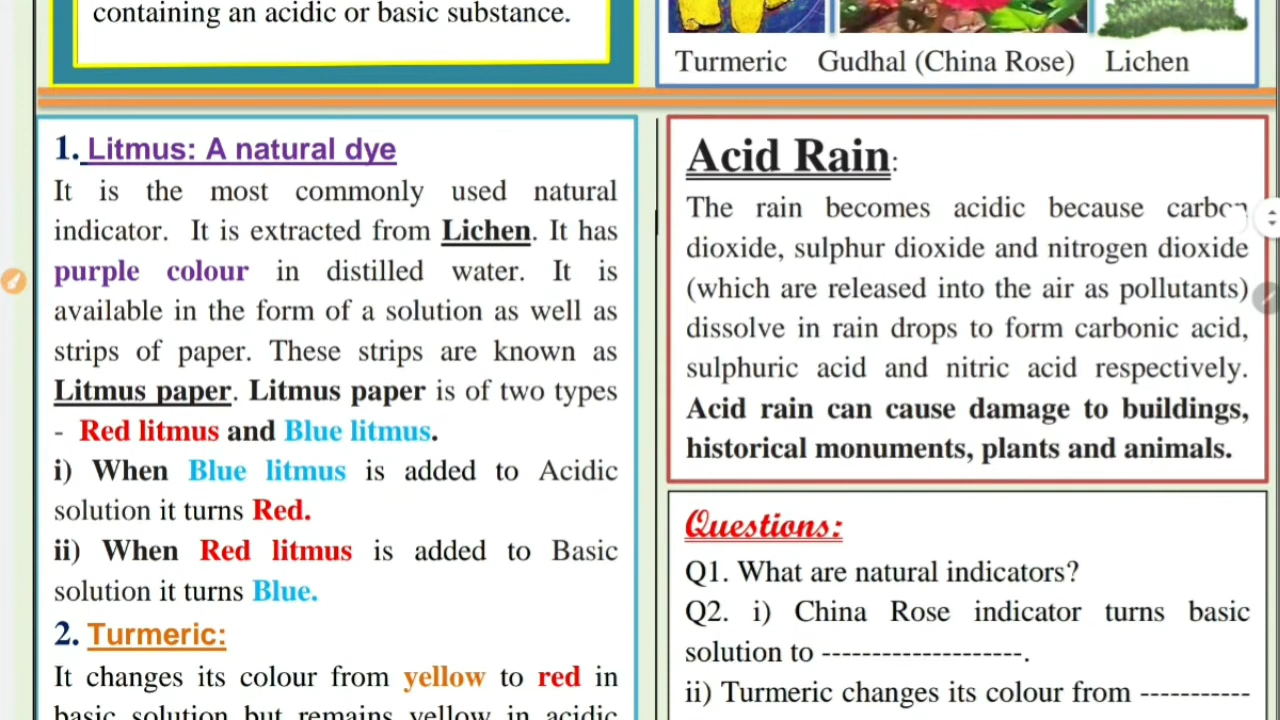 containing an acidic or basic substance.
Turmeric Gudhal (China Rose) Lichen
1. Litmus: A natural dye
It is the most commonly used natural
indicator. It is extracted from Lichen. It has
purple colour in distilled water. It is
available in the form of a solution as well as
strips of paper. These strips are known as
Litmus paper. Litmus paper is of two types
- Red litmus and Blue litmus.
i) When Blue litmus is added to Acidic
solution it turns Red.
ii) When Red litmus is added to Basic
solution it turns Blue.
2. Turmeric:
It changes its colour from yellow to red in
basic solution but remains yellow in acidic
Acid Rain:
The rain becomes acidic because carbon
dioxide, sulphur dioxide and nitrogen dioxide
(which are released into the air as pollutants)
dissolve in rain drops to form carbonic acid,
sulphuric acid and nitric acid respectively.
Acid rain can cause damage to buildings,
historical monuments, plants and animals.
Questions:
Q1. What are natural indicators?
Q2. i) China Rose indicator turns basic
solution to --------------------.
ii) Turmeric changes its colour from -----------